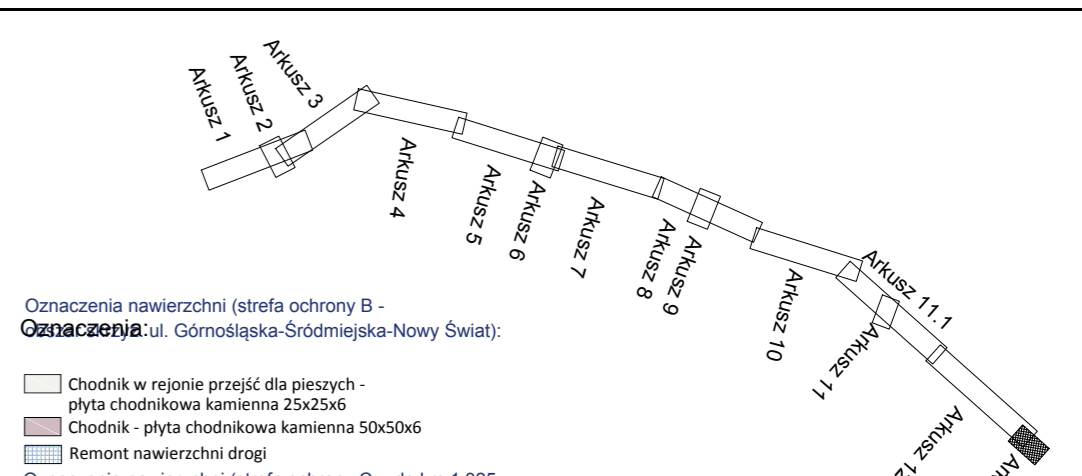 Arkusz 1
Arkusz 2
Arkusz 3
Arkusz 4
Arkusz 5
Arkusz 6
Arkusz 7
Arkusz 8
Arkusz 9
Arkusz 10
Arkusz 11.1
Arkusz 11
Arkusz 12
Oznaczenia nawierzchni (strefa ochrony B -
Oznaczenia:
ul. Górnośląska-Śródmiejska-Nowy Świat):
Chodnik w rejonie przejść dla pieszych -
płyta chodnikowa kamienna 25x25x6
Chodnik - płyta chodnikowa kamienna 50x50x6
Remont nawierzchni drogi